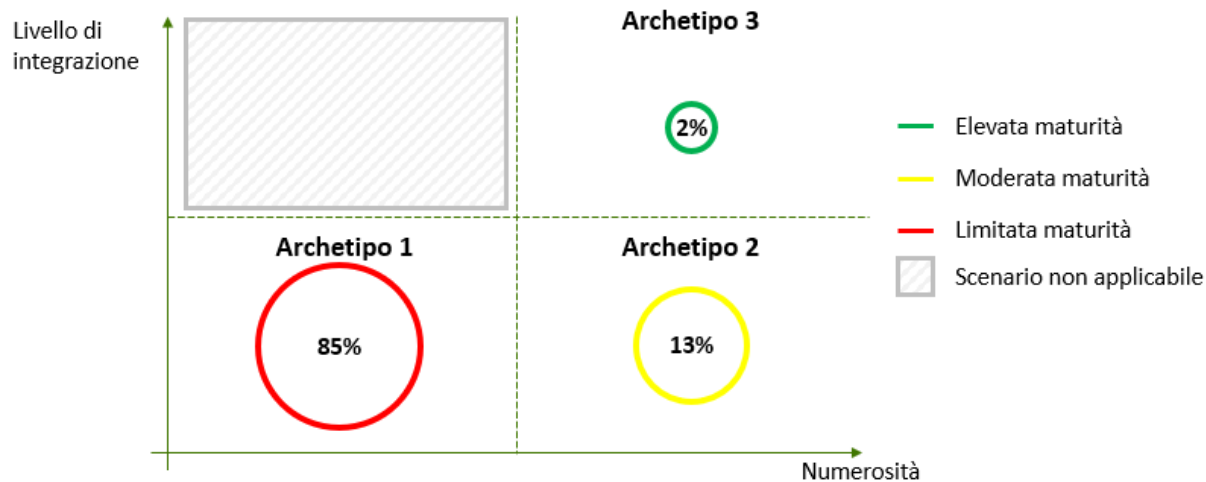 Livello di
integrazione
Archetipo 3
2%
Archetipo 1
85%
Archetipo 2
13%
Numerosità
Elevata maturità
Moderata maturità
Limitata maturità
Scenario non applicabile